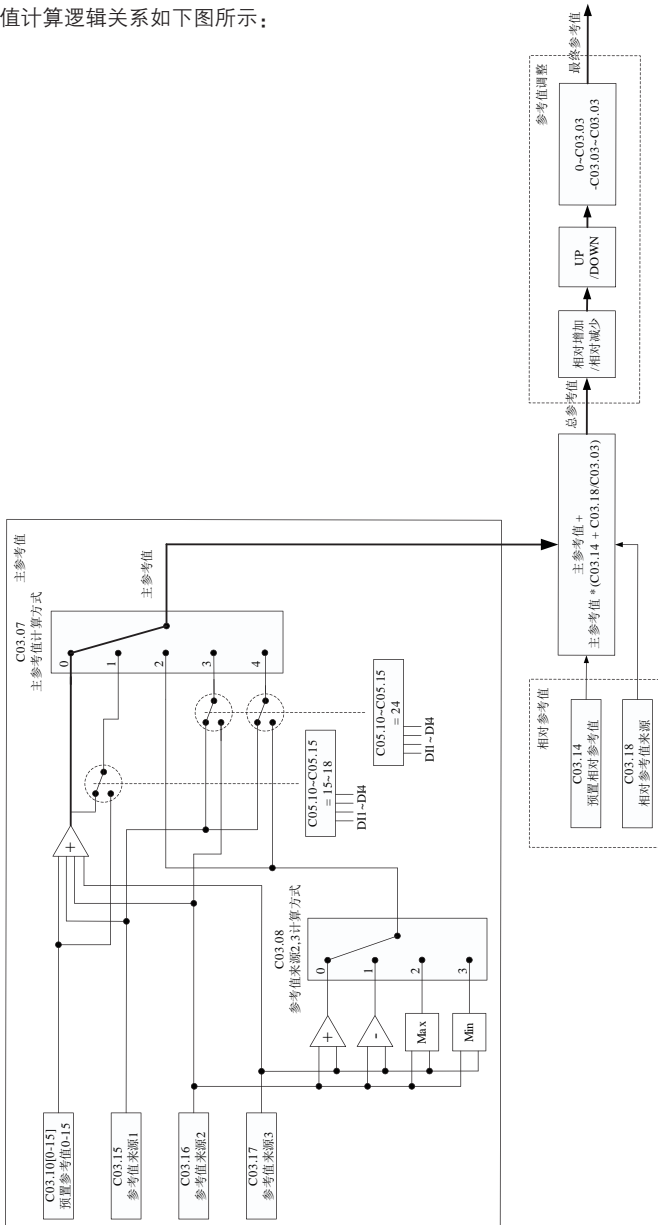 值计算逻辑关系如下图所示：
主参考值
C03.10[0-15]
预置参考值0-15
C03.15
参考值来源1
C03.16
参考值来源2
C03.17
参考值来源3
+
+
-
Max
Min
C03.08
参考值来源2,3计算方式
0
1
2
3
C05.10~C05.15
= 15~18
DI1~DI4
C05.10~C05.15
= 24
DI1~DI4
C03.07
主参考值计算方式
0
1
2
3
4
主参考值
相对参考值
C03.14
预置相对参考值
C03.18
相对参考值来源
主参考值 +
主参考值 *(C03.14 + C03.18/C03.03)
总参考值
参考值调整
相对增加
/相对减少
UP
/DOWN
0~C03.03
-C03.03~C03.03
最终参考值